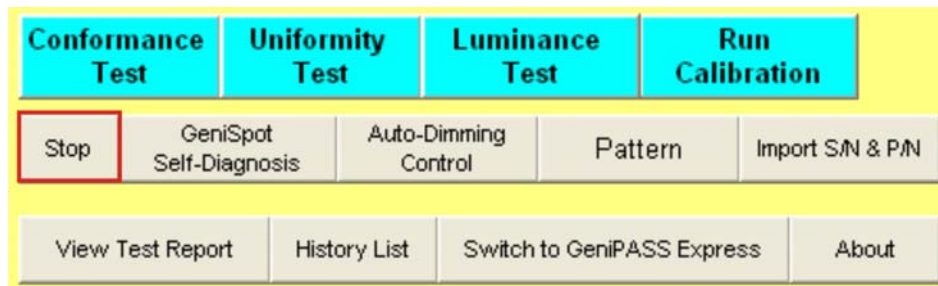 Conformance Test
Uniformity Test
Luminance Test
Run Calibration
Stop
GeniSpot Self-Diagnosis
Auto-Dimming Control
Pattern
Import S/N & P/N
View Test Report
History List
Switch to GeniPASS Express
About